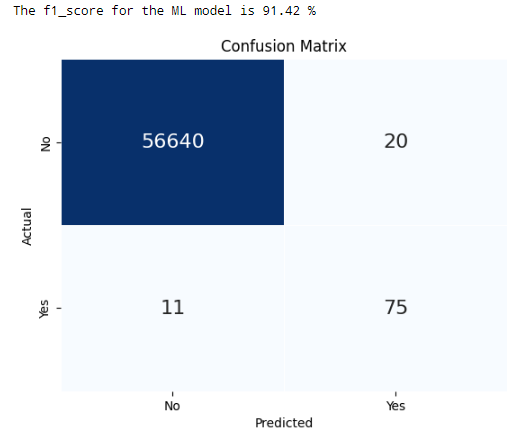 The f1_score for the ML model is 91.42 %
Confusion Matrix
No
56640
20
Actual
Yes
11
75
No
Yes
Predicted